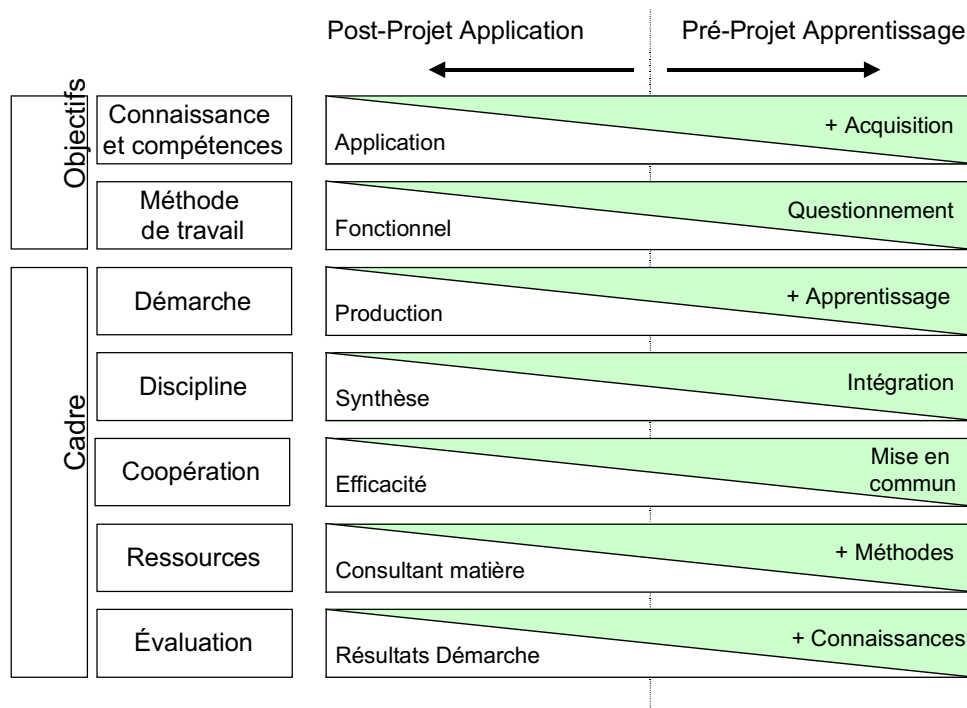 Post-Projet Application
Pré-Projet Apprentissage
Objectifs
Connaissance
et compétences
Application
+ Acquisition
Méthode
de travail
Fonctionnel
Questionnement
Cadre
Démarche
Production
+ Apprentissage
Discipline
Synthèse
Intégration
Coopération
Efficacité
Mise en
commun
Ressources
Consultant matière
+ Méthodes
Évaluation
Résultats Démarche
+ Connaissances